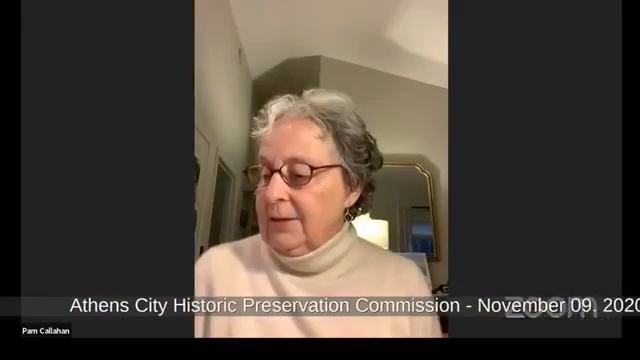 Athens City Historic Preservation Commission - November 09, 2020
zoom
Pam Callahan